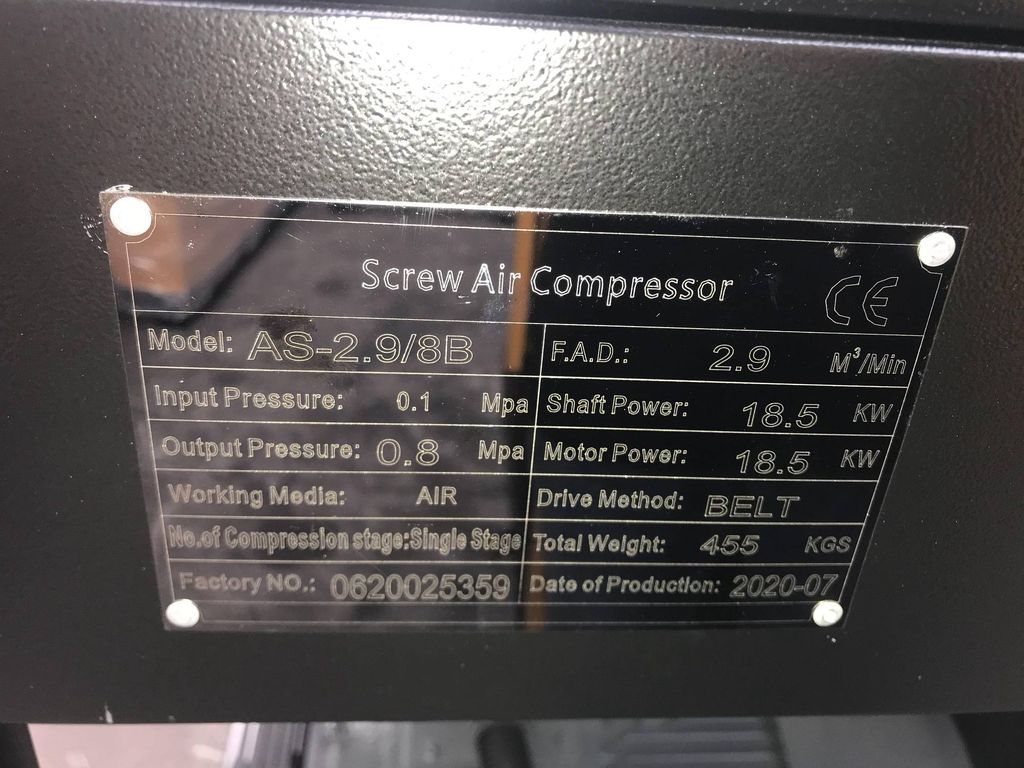 Screw Air Compressor
CE
Model: AS-2.9/8B F.A.D.: 2.9 M³/Min
Input Pressure: 0.1 Mpa Shaft Power: 18.5 KW
Output Pressure: 0.8 Mpa Motor Power: 18.5 KW
Working Media: AIR Drive Method: BELT
No.of Compression stage:Single Stage Total Weight: 455 KGS
Factory NO.: 0620025359 Date of Production: 2020-07